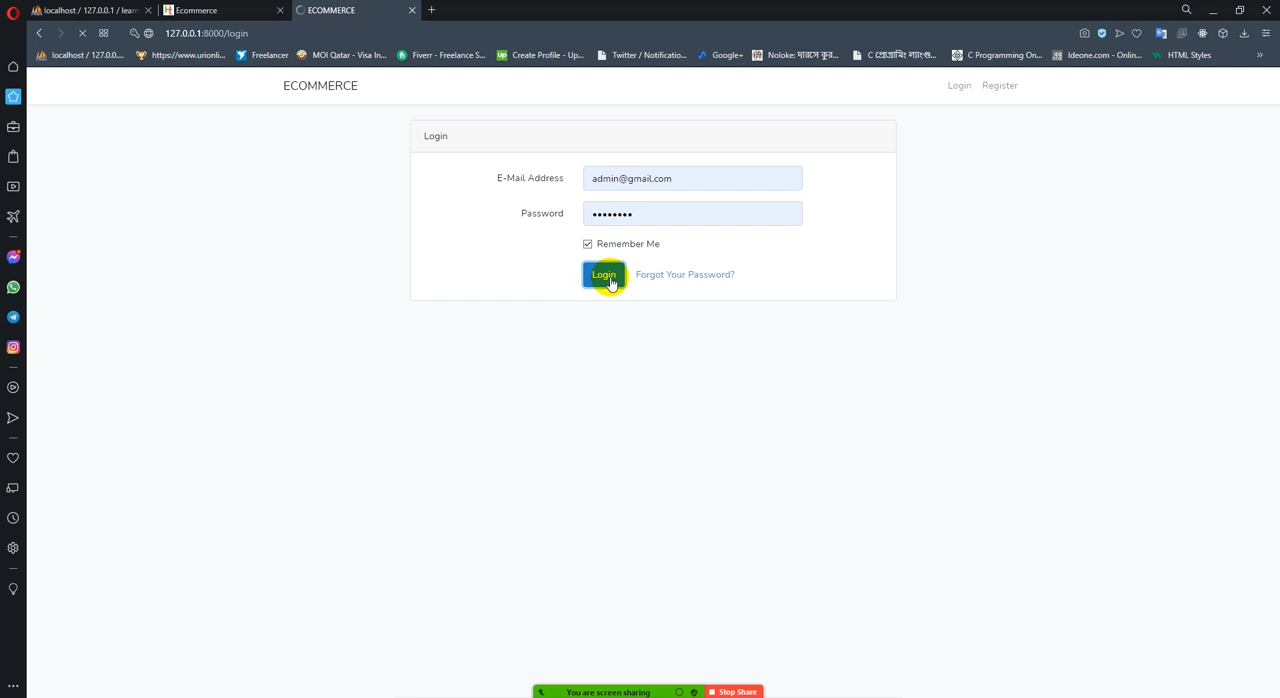 localhost / 127.0.0.1 / learn
Ecommerce
ECOMMERCE
127.0.0.1:8000/login
localhost / 127.0.0....
https://www.urionli...
Freelancer
MOI Qatar - Visa In...
Fiverr - Freelance S...
Create Profile - Up...
Twitter / Notificatio...
Google+
Noloke: দারসে কুর...
C প্রোগ্রামিং ল্যাংগু...
C Programming On...
Ideone.com - Onlin...
HTML Styles
ECOMMERCE
Login Register
Login
E-Mail Address admin@gmail.com
Password ••••••••
Remember Me
Login Forgot Your Password?
You are screen sharing Stop Share